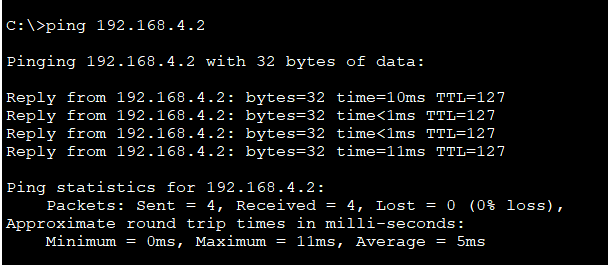 C:\>ping 192.168.4.2
Pinging 192.168.4.2 with 32 bytes of data:
Reply from 192.168.4.2: bytes=32 time=10ms TTL=127
Reply from 192.168.4.2: bytes=32 time<1ms TTL=127
Reply from 192.168.4.2: bytes=32 time<1ms TTL=127
Reply from 192.168.4.2: bytes=32 time=11ms TTL=127
Ping statistics for 192.168.4.2:
Packets: Sent = 4, Received = 4, Lost = 0 (0% loss),
Approximate round trip times in milli-seconds:
Minimum = 0ms, Maximum = 11ms, Average = 5ms